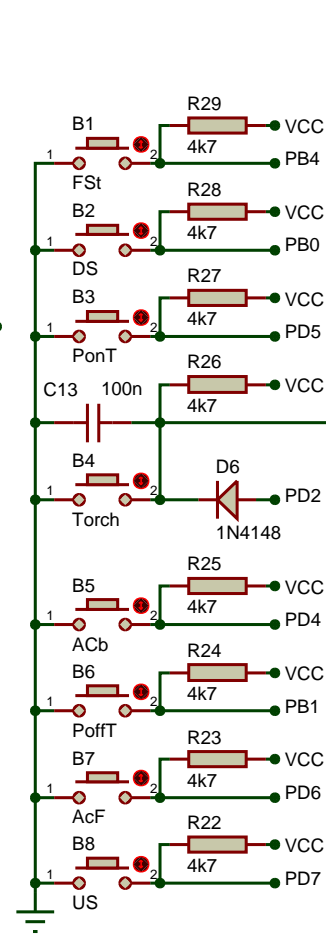 R29
B1
VCC
4k7
1
2
PB4
FSt
R28
B2
VCC
4k7
1
2
PB0
DS
R27
B3
VCC
4k7
1
2
PD5
PonT
R26
C13 100n
VCC
4k7
B4
D6
1
2
PD2
Torch
1N4148
R25
B5
VCC
4k7
1
2
PD4
ACb
R24
B6
VCC
4k7
1
2
PB1
PoffT
R23
B7
VCC
4k7
1
2
PD6
AcF
R22
B8
VCC
4k7
1
2
PD7
US